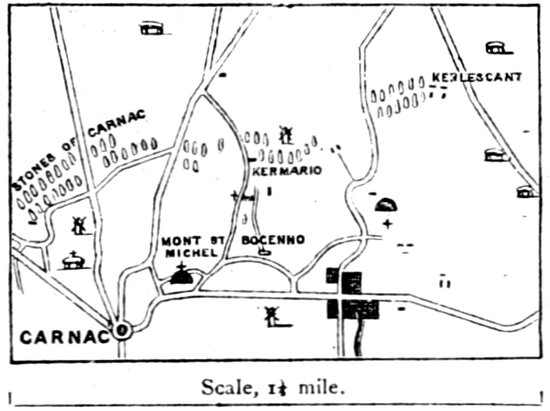 KERLESCANT
STONES OF CARNAC
KERMARIO
MONT ST
MICHEL
BOCENNO
CARNAC
Scale, 1¼ mile.